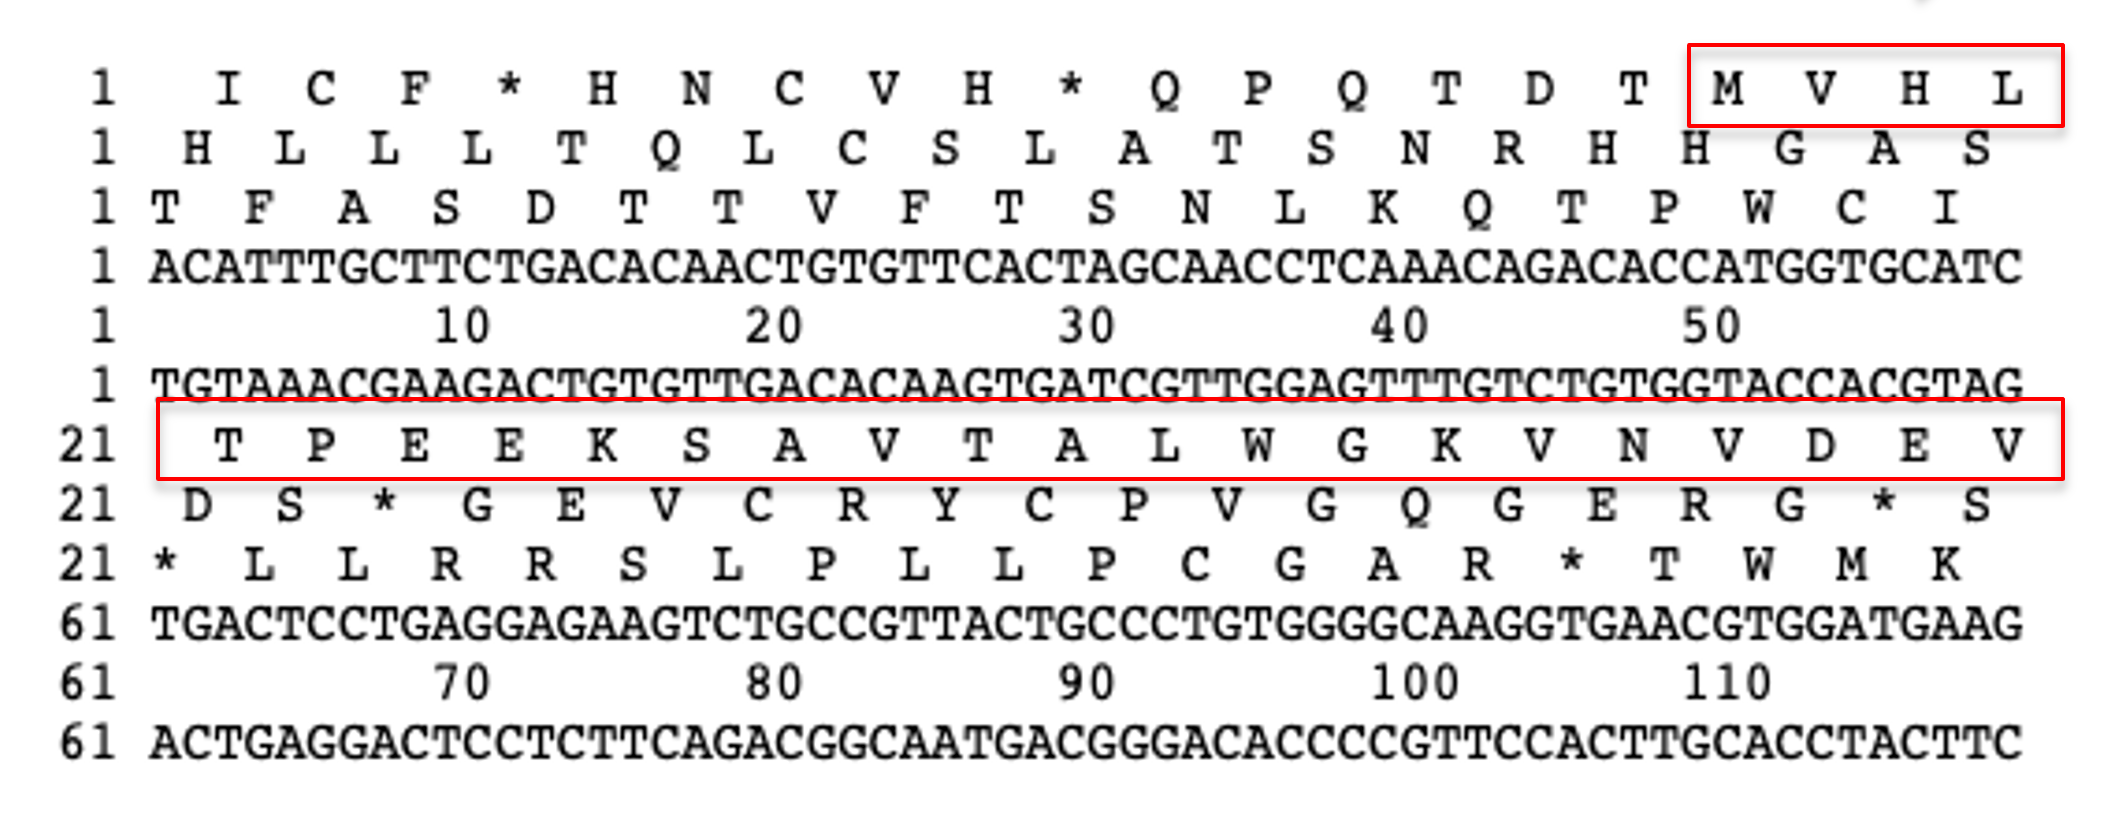 1 I C F * H N C V H * Q P Q T D T M V H L
1 H L L L T Q L C S L A T S N R H H G A S
1 T F A S D T T V F T S N L K Q T P W C I
1 ACATTTGCTTCTGACACAACTGTGTTCACTAGCAACCTCAAACAGACACCATGGTGCATC
1 10 20 30 40 50
1 TGTAAACGAAGACTGTGTTGACACAAGTGATCGTTGGAGTTTGTCTGTGGTACCACGTAG
21 T P E E K S A V T A L W G K V N V D E V
21 D S * G E V C R Y C P V G Q G E R G * S
21 * L L R R S L P L L P C G A R * T W M K
61 TGACTCCTGAGGAGAAGTCTGCCGTTACTGCCCTGTGGGGCAAGGTGAACGTGGATGAAG
61 70 80 90 100 110
61 ACTGAGGACTCCTCTTCAGACGGCAATGACGGGACACCCCGTTCCACTTGCACCTACTTC